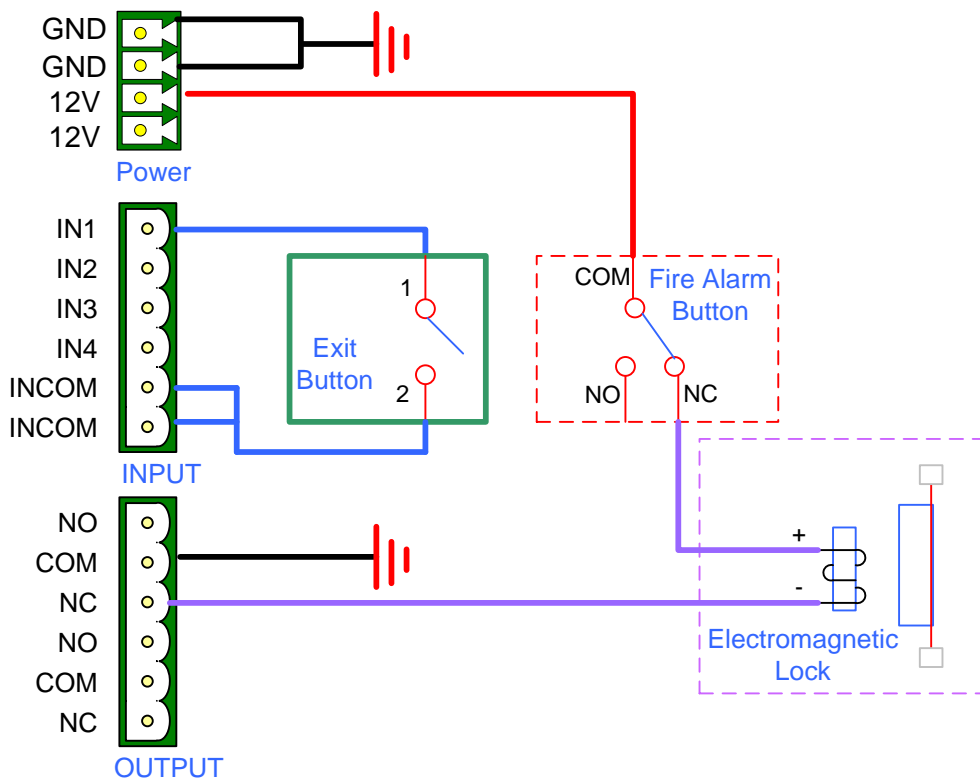 GND
GND
12V
12V
Power
IN1
IN2
IN3
IN4
INCOM
INCOM
INPUT
1
Exit
Button
2
COM
Fire Alarm
Button
NO
NC
NO
COM
NC
NO
COM
NC
OUTPUT
+
-
Electromagnetic
Lock